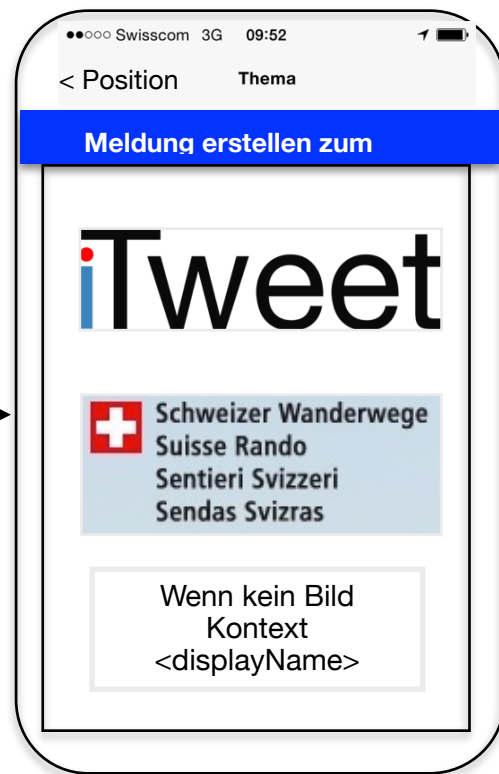 Swisscom 3G 09:52
< Position Thema
Meldung erstellen zum
iTweet
Schweizer Wanderwege
Suisse Rando
Sentieri Svizzeri
Sendas Svizras
Wenn kein Bild
Kontext
<displayName>